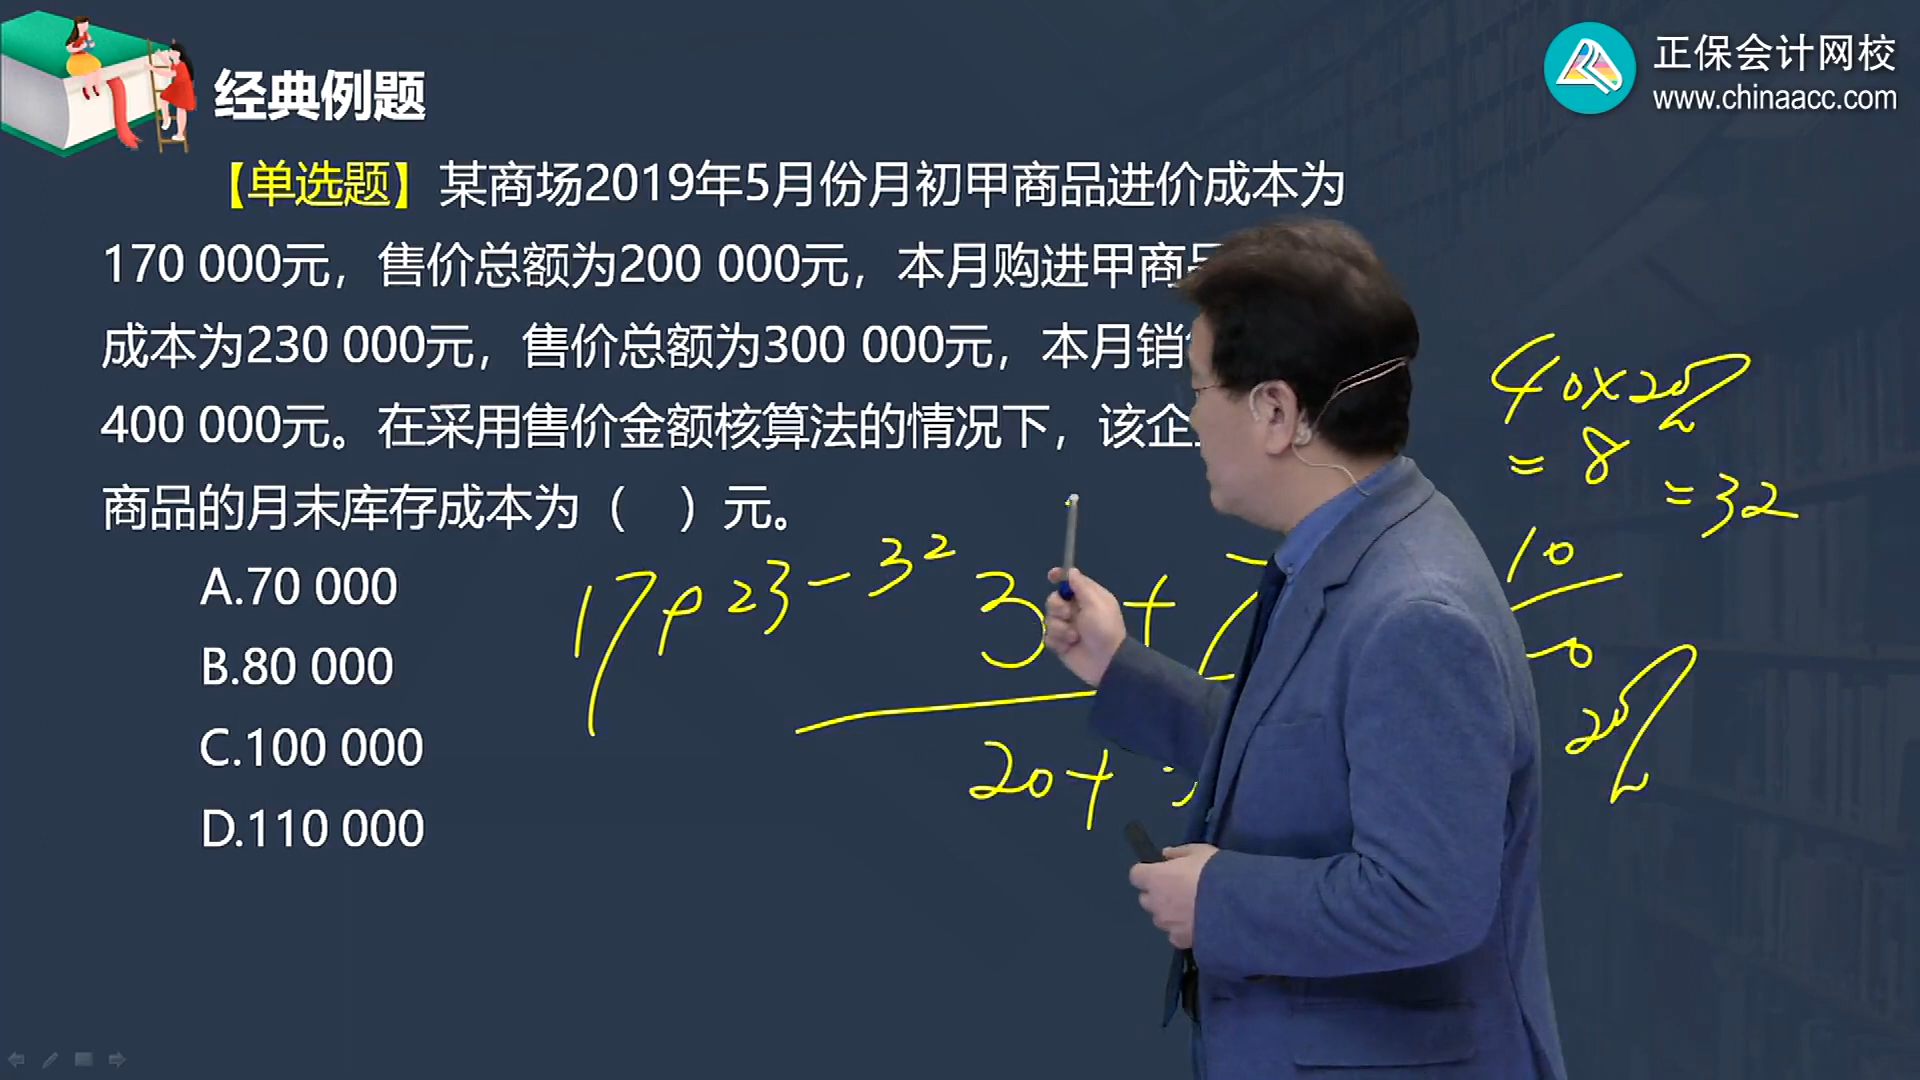 经典例题
正保会计网校
www.chinaacc.com
【单选题】某商场2019年5月份月初甲商品进价成本为
170 000元，售价总额为200 000元，本月购进甲商品
成本为230 000元，售价总额为300 000元，本月销
400 000元。在采用售价金额核算法的情况下，该企
商品的月末库存成本为（ ）元。
A.70 000
B.80 000
C.100 000
D.110 000
40×20%
= 8
= 32
17+23-32
3 + 7
20+
10
20%